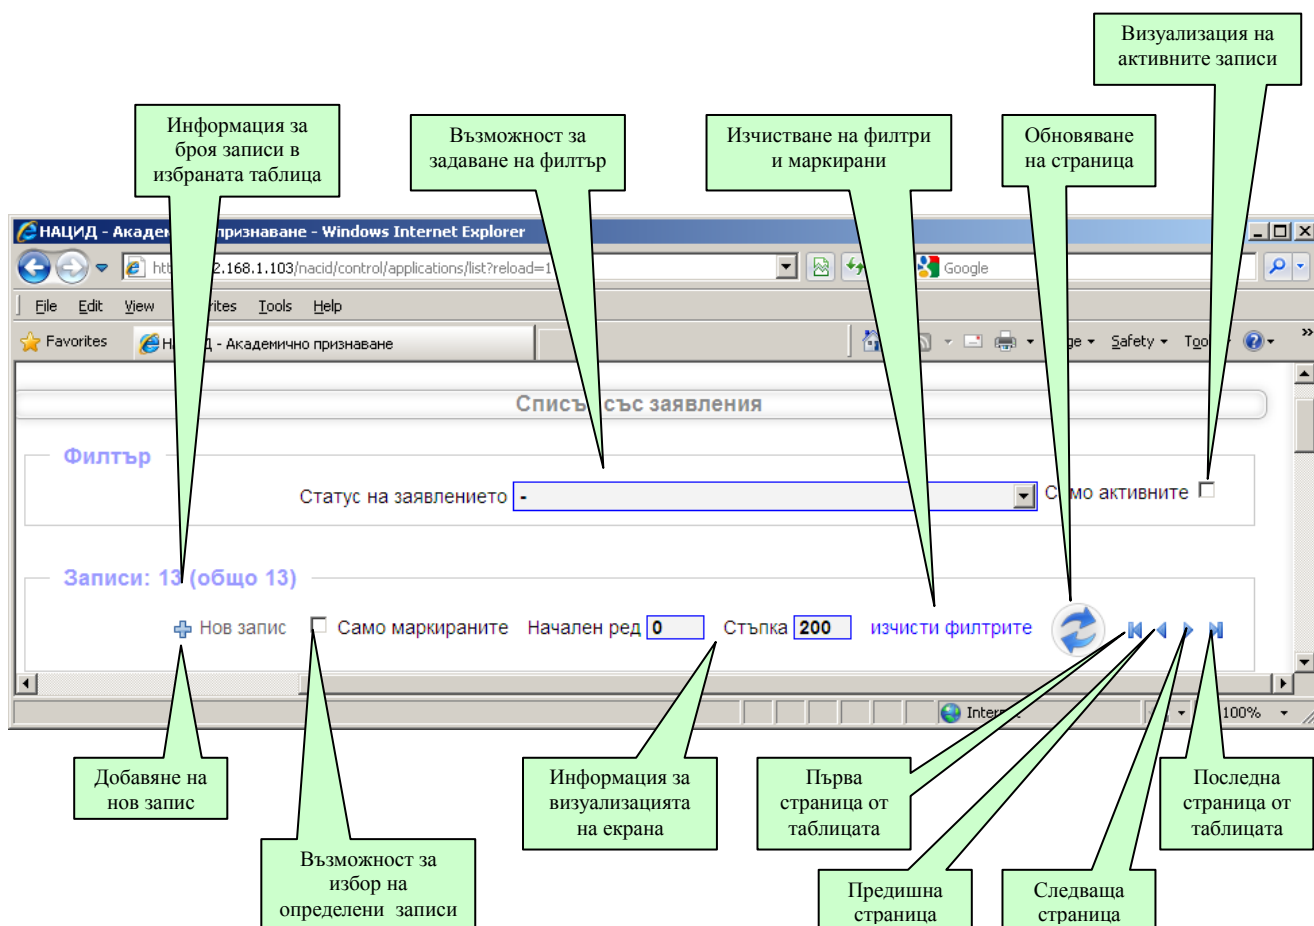 Визуализация на
активните записи
Информация за
броя записи в
избраната таблица
Възможност за
задаване на филтър
Изчистване на филтри
и маркирани
Обновяване
на страница
НАЦИД - Акаде признаване - Windows Internet Explorer
2.168.1.103/nacid/control/applications/list?reload=1
Google
File Edit View Tools Help
Favorites
НАЦИД - Академично признаване
Safety
Списък със заявления
Филтър
Статус на заявлението - Само активните
Записи: 13 (общо 13)
Нов запис Само маркираните Начален ред 0 Стъпка 200 изчисти филтрите
Internet 100%
Добавяне на
нов запис
Възможност за
избор на
определени записи
Информация за
визуализацията
на екрана
Първа
страница от
таблицата
Предишна
страница
Следваща
страница
Последна
страница от
таблицата